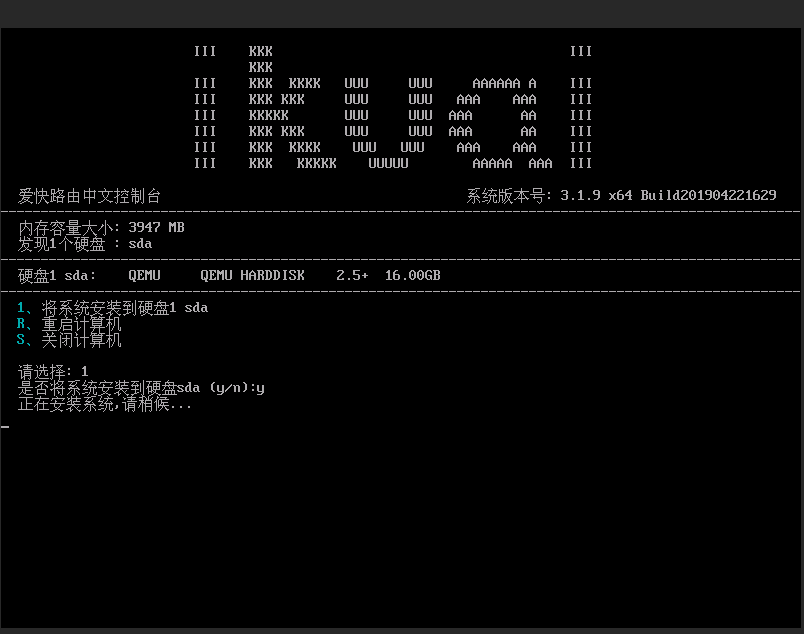 III    KKK                                     III
       KKK
III    KKK  KKKK   UUU     UUU     AAAAAA A    III
III    KKK KKK     UUU     UUU   AAA    AAA    III
III    KKKKK       UUU     UUU  AAA      AA    III
III    KKK KKK     UUU     UUU  AAA      AA    III
III    KKK  KKKK    UUU   UUU    AAA    AAA    III
III    KKK   KKKKK    UUUUU        AAAAA  AAA  III
爱快路由中文控制台 系统版本号: 3.1.9 x64 Build201904221629
内存容量大小: 3947 MB
发现1个硬盘 : sda
硬盘1 sda: QEMU QEMU HARDDISK 2.5+ 16.00GB
1、将系统安装到硬盘1 sda
R、重启计算机
S、关闭计算机
请选择: 1
是否将系统安装到硬盘sda (y/n):y
正在安装系统,请稍候...